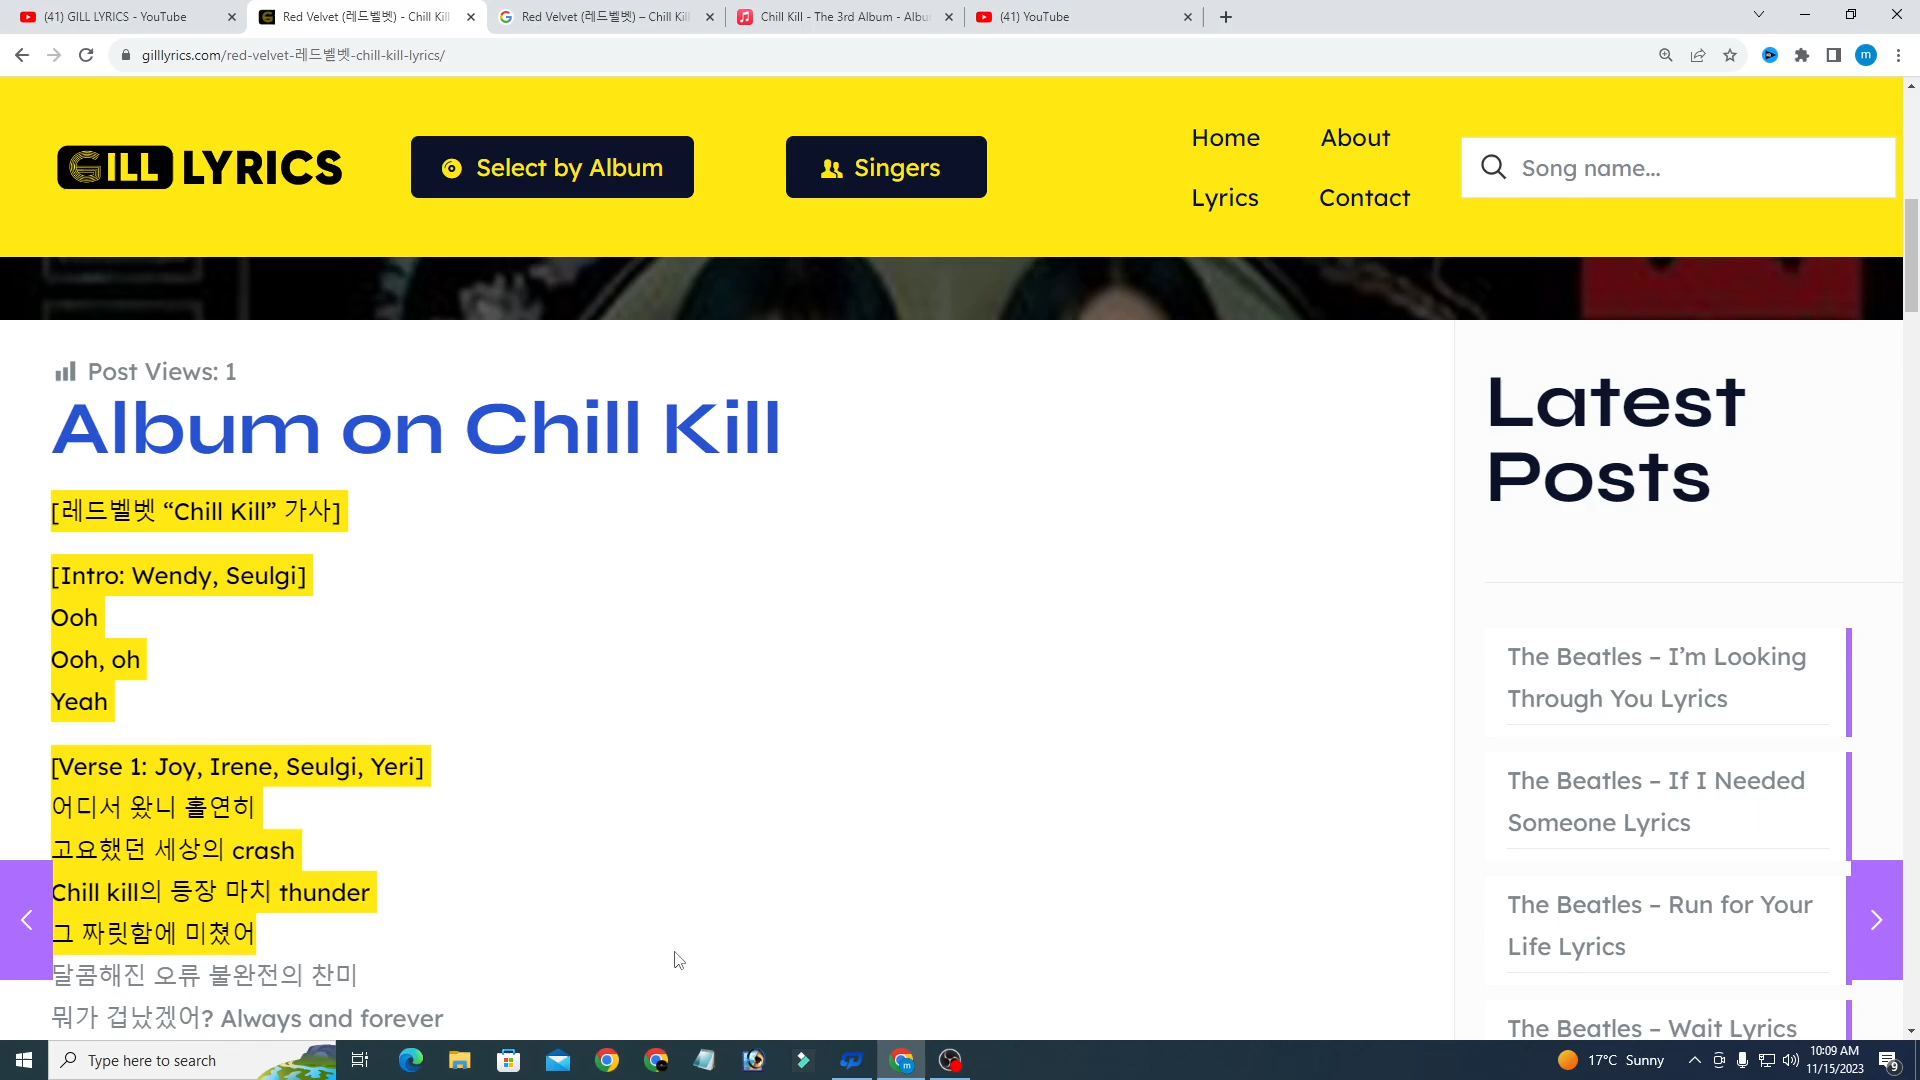 (41) GILL LYRICS - YouTube
Red Velvet (레드벨벳) - Chill Kill
Red Velvet (레드벨벳) – Chill Kill
Chill Kill - The 3rd Album - Albu
(41) YouTube
gilllyrics.com/red-velvet-레드벨벳-chill-kill-lyrics/
m
GILL LYRICS
Select by Album
Singers
Home
About
Lyrics
Contact
Song name...
Post Views: 1
Album on Chill Kill
[레드벨벳 “Chill Kill” 가사]
[Intro: Wendy, Seulgi]
Ooh
Ooh, oh
Yeah
[Verse 1: Joy, Irene, Seulgi, Yeri]
어디서 왔니 홀연히
고요했던 세상의 crash
Chill kill의 등장 마치 thunder
그 짜릿함에 미쳤어
달콤해진 오류 불완전의 찬미
뭐가 겁났겠어? Always and forever
Latest
Posts
The Beatles – I’m Looking
Through You Lyrics
The Beatles – If I Needed
Someone Lyrics
The Beatles – Run for Your
Life Lyrics
The Beatles – Wait Lyrics
Type here to search
17°C Sunny
10:09 AM
11/15/2023
9